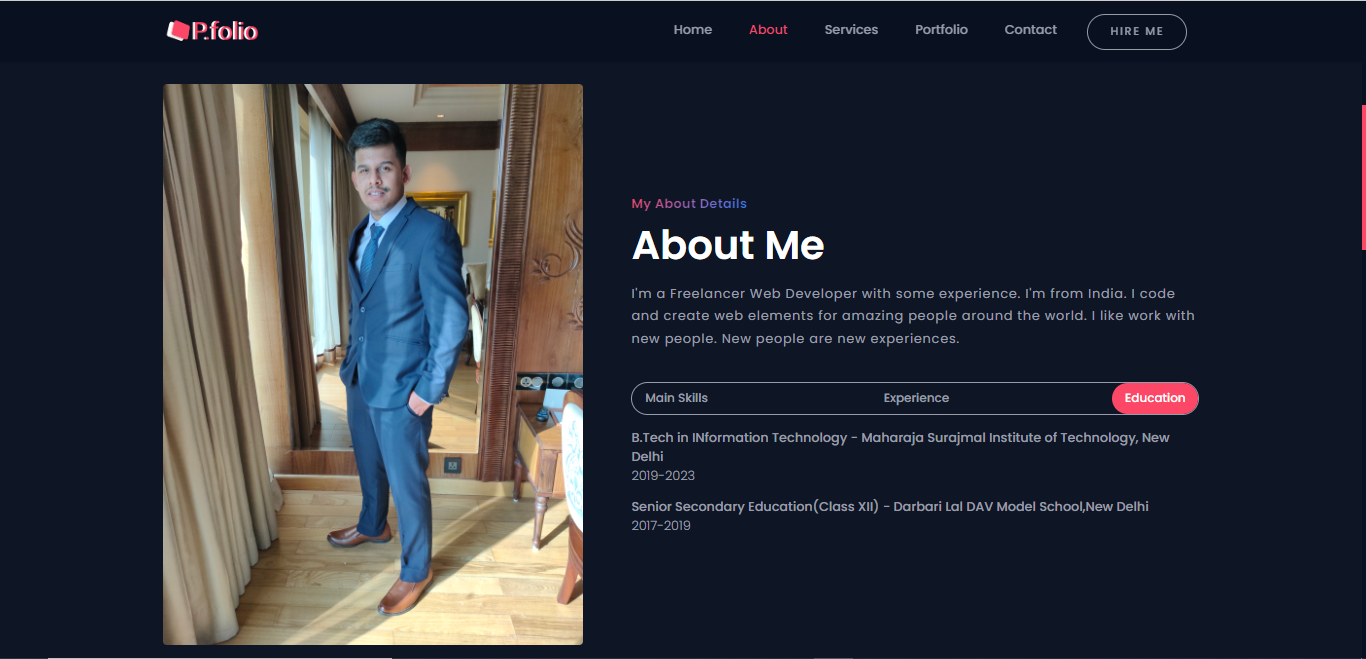 P.folio
Home About Services Portfolio Contact HIRE ME
My About Details
About Me
I'm a Freelancer Web Developer with some experience. I'm from India. I code
and create web elements for amazing people around the world. I like work with
new people. New people are new experiences.
Main Skills Experience Education
B.Tech in INformation Technology - Maharaja Surajmal Institute of Technology, New
Delhi
2019-2023
Senior Secondary Education(Class XII) - Darbari Lal DAV Model School,New Delhi
2017-2019